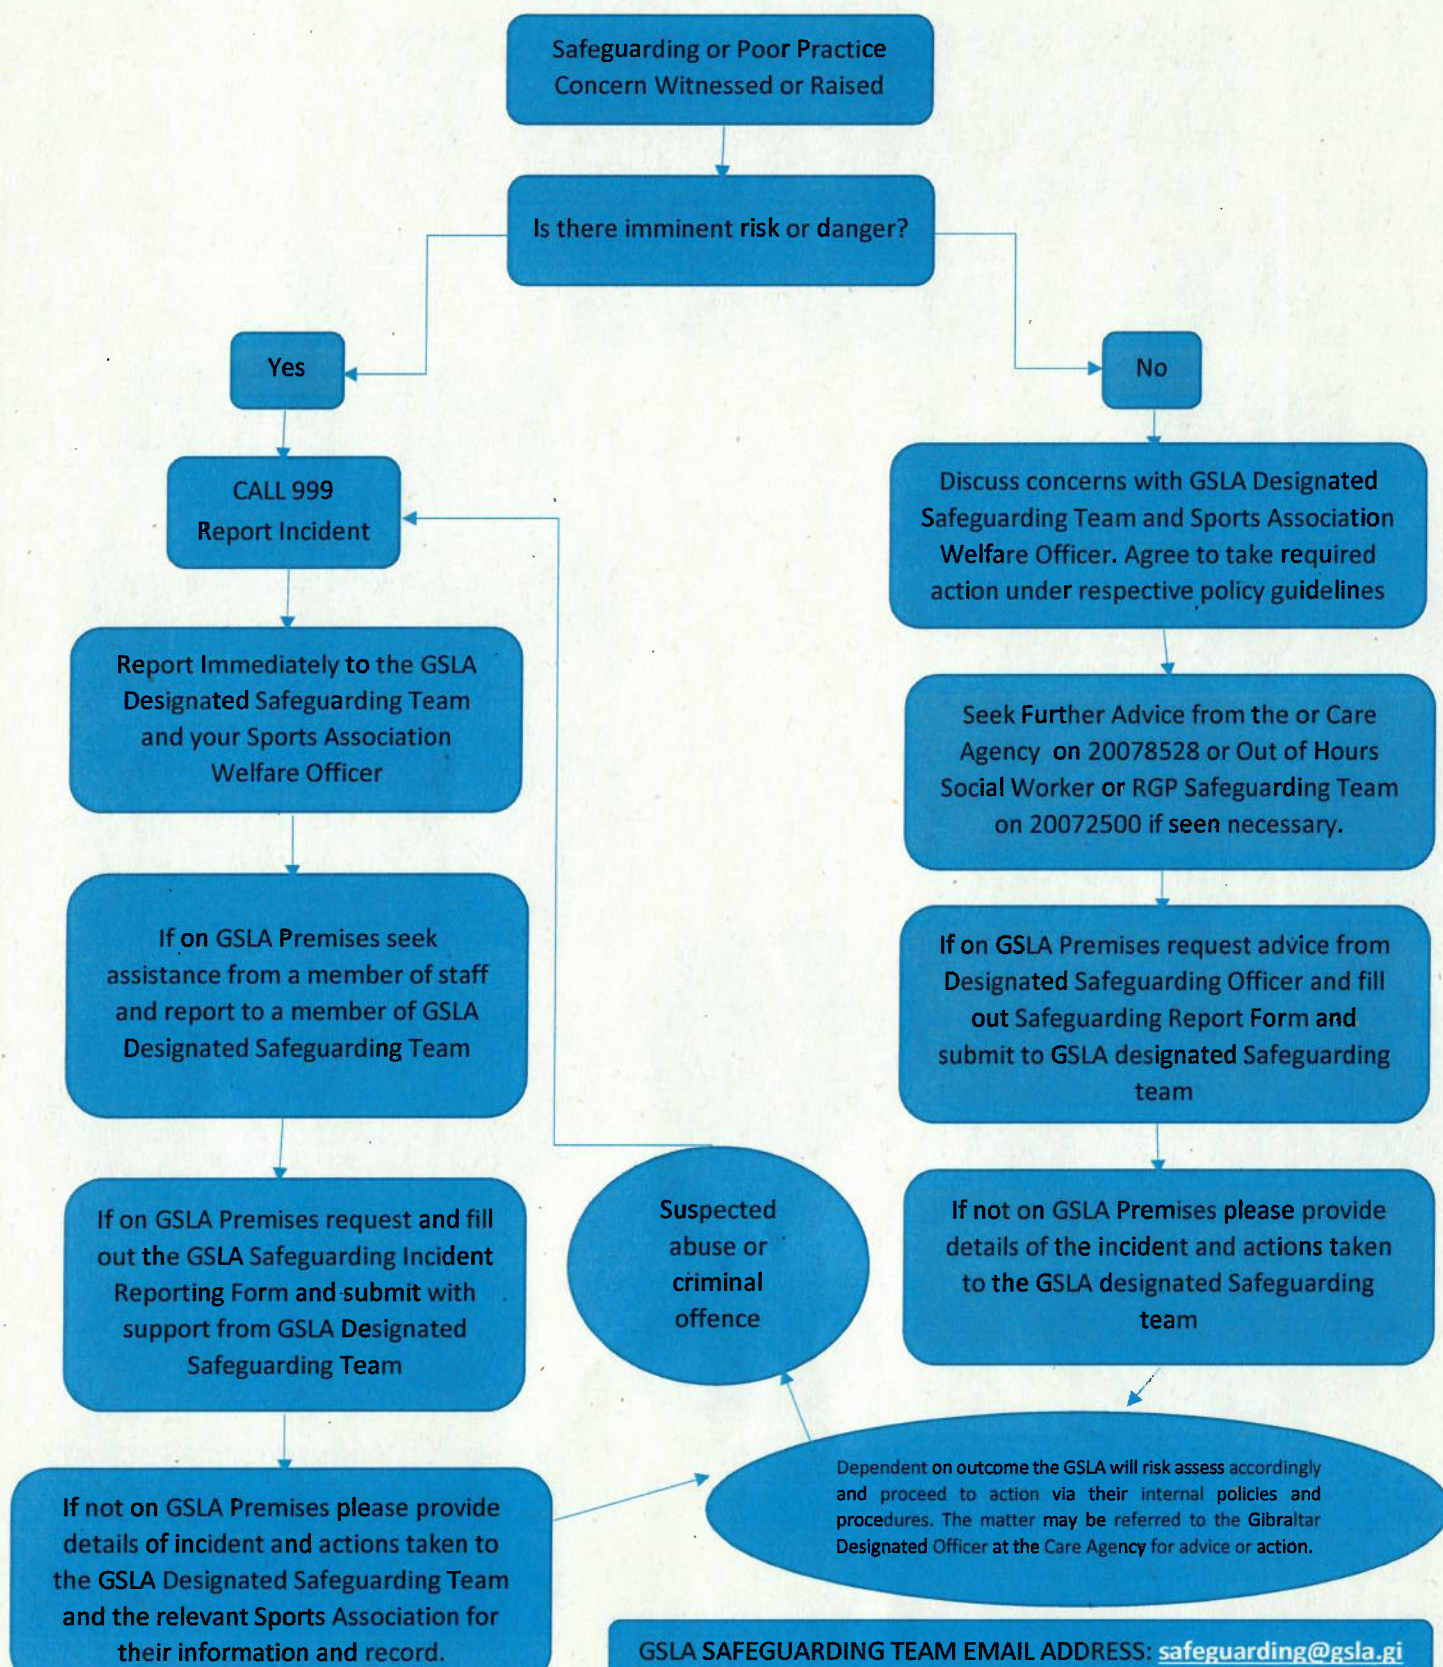 Safeguarding or Poor Practice
Concern Witnessed or Raised
Is there imminent risk or danger?
Yes
No
CALL 999
Report Incident
Report Immediately to the GSLA
Designated Safeguarding Team
and your Sports Association
Welfare Officer
If on GSLA Premises seek
assistance from a member of staff
and report to a member of GSLA
Designated Safeguarding Team
If on GSLA Premises request and fill
out the GSLA Safeguarding Incident
Reporting Form and submit with
support from GSLA Designated
Safeguarding Team
If not on GSLA Premises please provide
details of incident and actions taken to
the GSLA Designated Safeguarding Team
and the relevant Sports Association for
their information and record.
Discuss concerns with GSLA Designated
Safeguarding Team and Sports Association
Welfare Officer. Agree to take required
action under respective policy guidelines
Seek Further Advice from the or Care
Agency on 20078528 or Out of Hours
Social Worker or RGP Safeguarding Team
on 20072500 if seen necessary.
If on GSLA Premises request advice from
Designated Safeguarding Officer and fill
out Safeguarding Report Form and
submit to GSLA designated Safeguarding
team
If not on GSLA Premises please provide
details of the incident and actions taken
to the GSLA designated Safeguarding
team
Dependent on outcome the GSLA will risk assess accordingly
and proceed to action via their internal policies and
procedures. The matter may be referred to the Gibraltar
Designated Officer at the Care Agency for advice or action.
Suspected
abuse or
criminal
offence
GSLA SAFEGUARDING TEAM EMAIL ADDRESS: safeguarding@gsla.gi